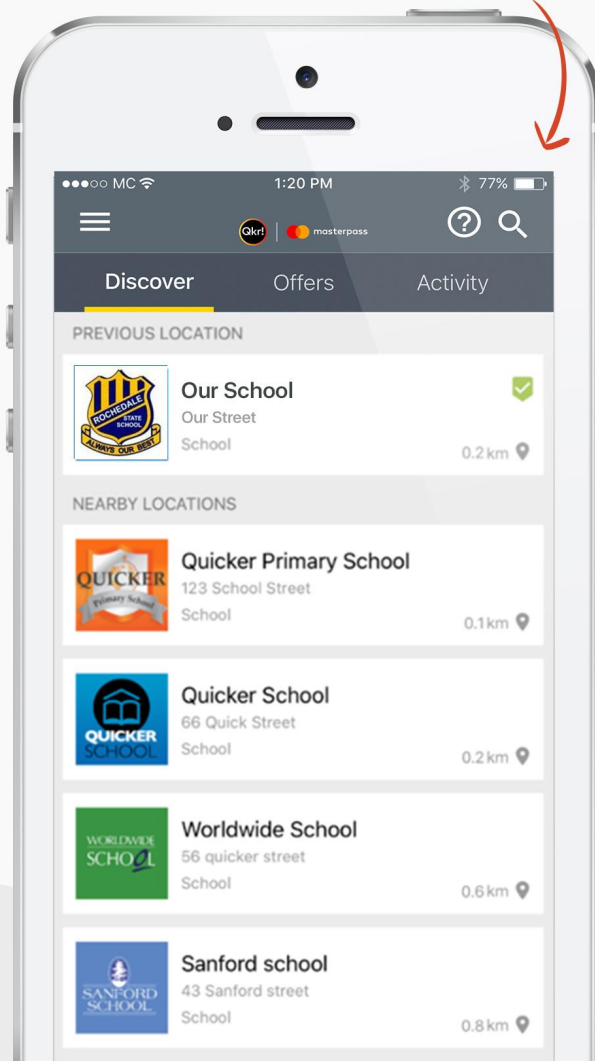 MC
1:20 PM
77%
Qkr!
masterpass
Discover
Offers
Activity
PREVIOUS LOCATION
ROCHEDALE
STATE
SCHOOL
ALWAYS OUR BEST
Our School
Our Street
School
0.2 km
NEARBY LOCATIONS
QUICKER
Primary School
Quicker Primary School
123 School Street
School
0.1 km
QUICKER
SCHOOL
Quicker School
66 Quick Street
School
0.2 km
WORLDWIDE
SCHOOL
Worldwide School
56 quicker street
School
0.6 km
SANFORD
SCHOOL
Sanford school
43 Sanford street
School
0.8 km